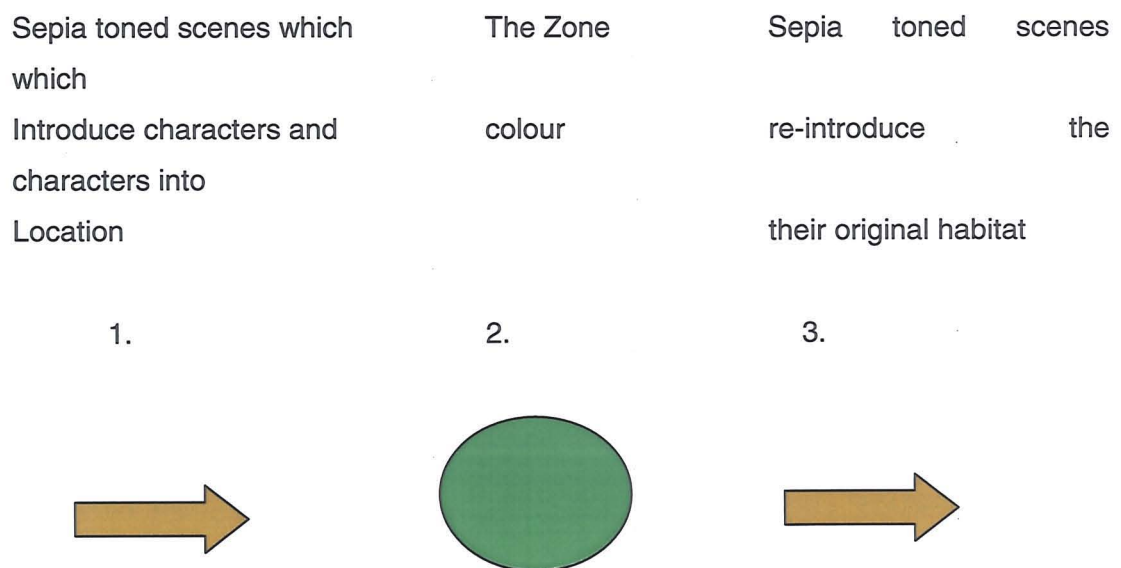 Sepia toned scenes which The Zone Sepia toned scenes
which
Introduce characters and colour re-introduce the
characters into
Location their original habitat
1. 2. 3.